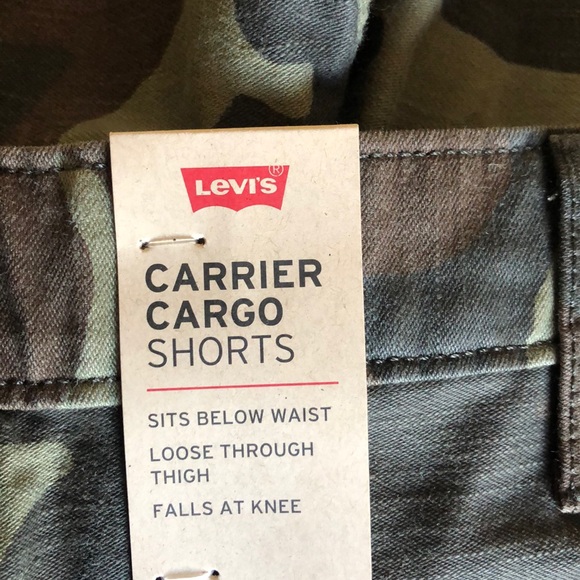 LEVI'S®
CARRIER
CARGO
SHORTS
SITS BELOW WAIST
LOOSE THROUGH
THIGH
FALLS AT KNEE